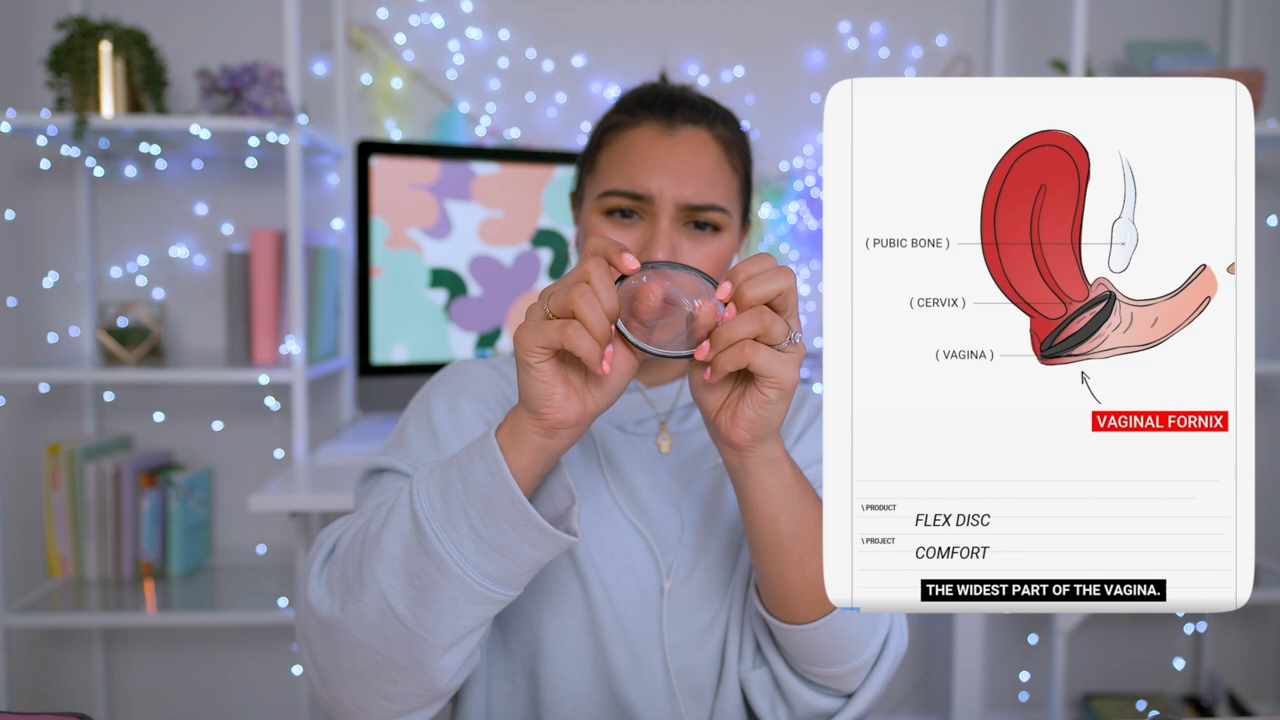 ( PUBIC BONE )
( CERVIX )
( VAGINA )
VAGINAL FORNIX
\ PRODUCT
FLEX DISC
\ PROJECT
COMFORT
THE WIDEST PART OF THE VAGINA.